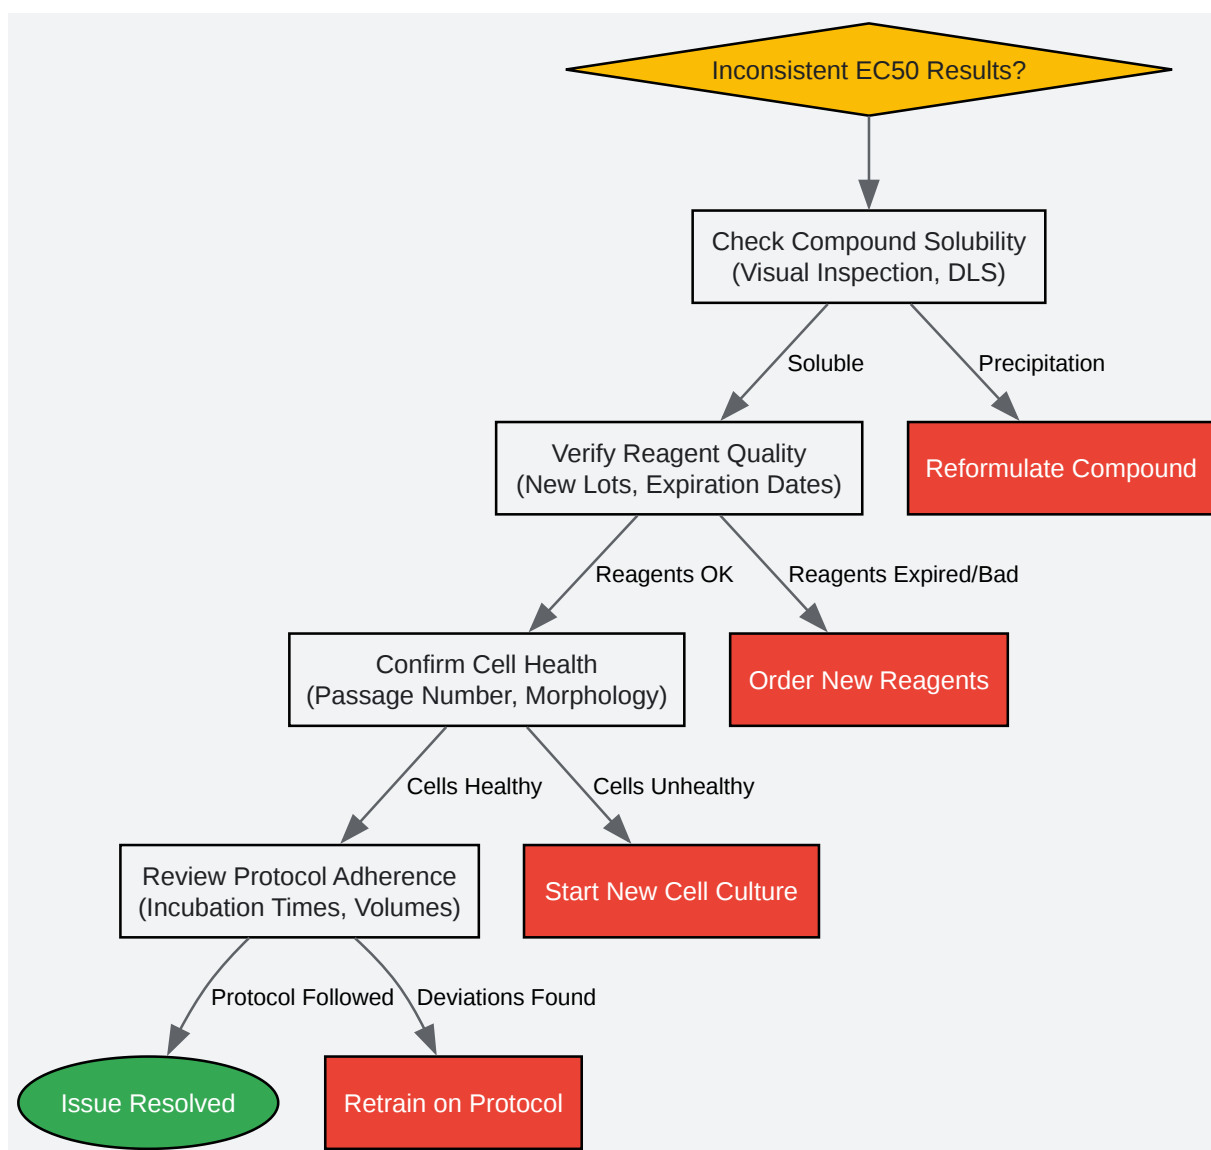 Inconsistent EC50 Results?
Check Compound Solubility
(Visual Inspection, DLS)
Soluble
Precipitation
Verify Reagent Quality
(New Lots, Expiration Dates)
Reformulate Compound
Reagents OK
Reagents Expired/Bad
Confirm Cell Health
(Passage Number, Morphology)
Order New Reagents
Cells Healthy
Cells Unhealthy
Review Protocol Adherence
(Incubation Times, Volumes)
Start New Cell Culture
Protocol Followed
Deviations Found
Issue Resolved
Retrain on Protocol